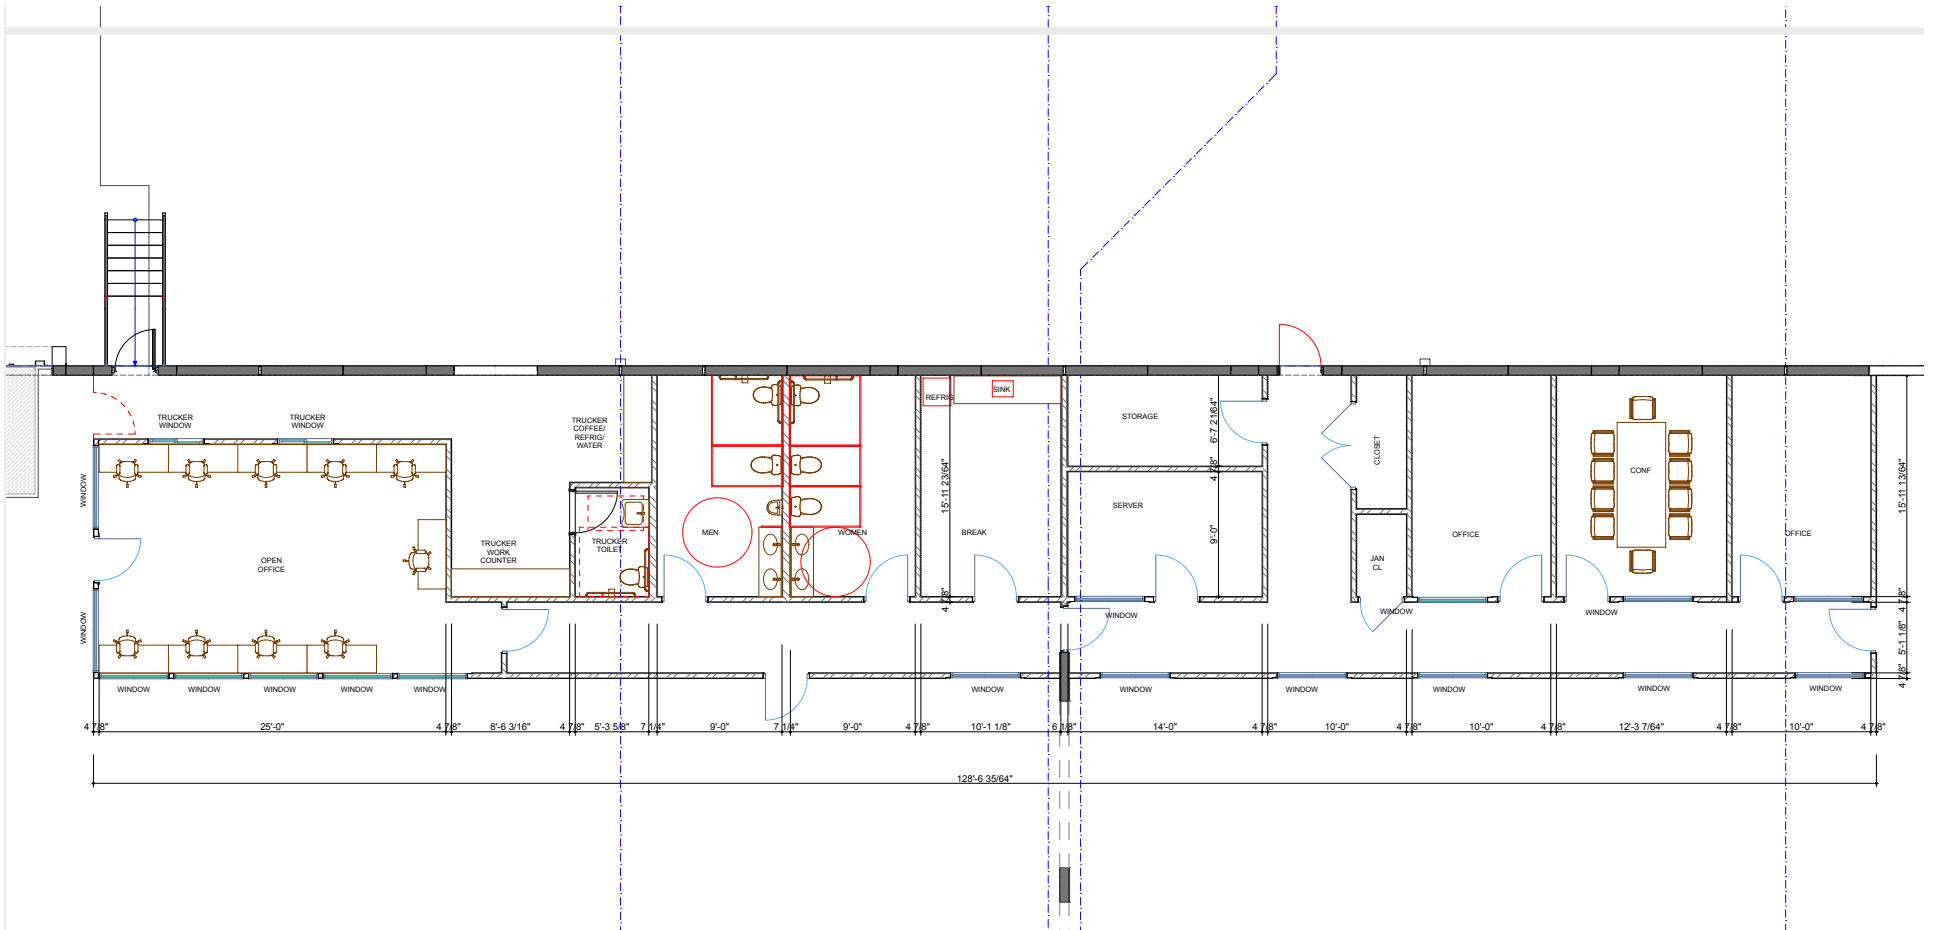 TRUCKER
WINDOW
TRUCKER
WINDOW
TRUCKER
COFFEE/
REFRIG/
WATER
REFRIG
SINK
STORAGE
6'-7 21/64"
CLOSET
CONF
15'-11 13/64"
WINDOW
15'-11 23/64"
4 7/8"
SERVER
9'-0"
OPEN
OFFICE
TRUCKER
WORK
COUNTER
TRUCKER
TOILET
MEN
WOMEN
BREAK
JAN
CL
OFFICE
OFFICE
WINDOW
4 7/8"
WINDOW
WINDOW
WINDOW
4 7/8"
5'-11 1/8"
4 7/8"
WINDOW
WINDOW
WINDOW
WINDOW
WINDOW
WINDOW
WINDOW
WINDOW
WINDOW
WINDOW
WINDOW
4 7/8"
25'-0"
4 7/8"
8'-6 3/16"
4 7/8"
5'-3 5/8"
7 1/4"
9'-0"
7 1/4"
9'-0"
4 7/8"
10'-1 1/8"
6 1/8"
14'-0"
4 7/8"
10'-0"
4 7/8"
10'-0"
4 7/8"
12'-3 7/64"
4 7/8"
10'-0"
4 7/8"
128'-6 35/64"